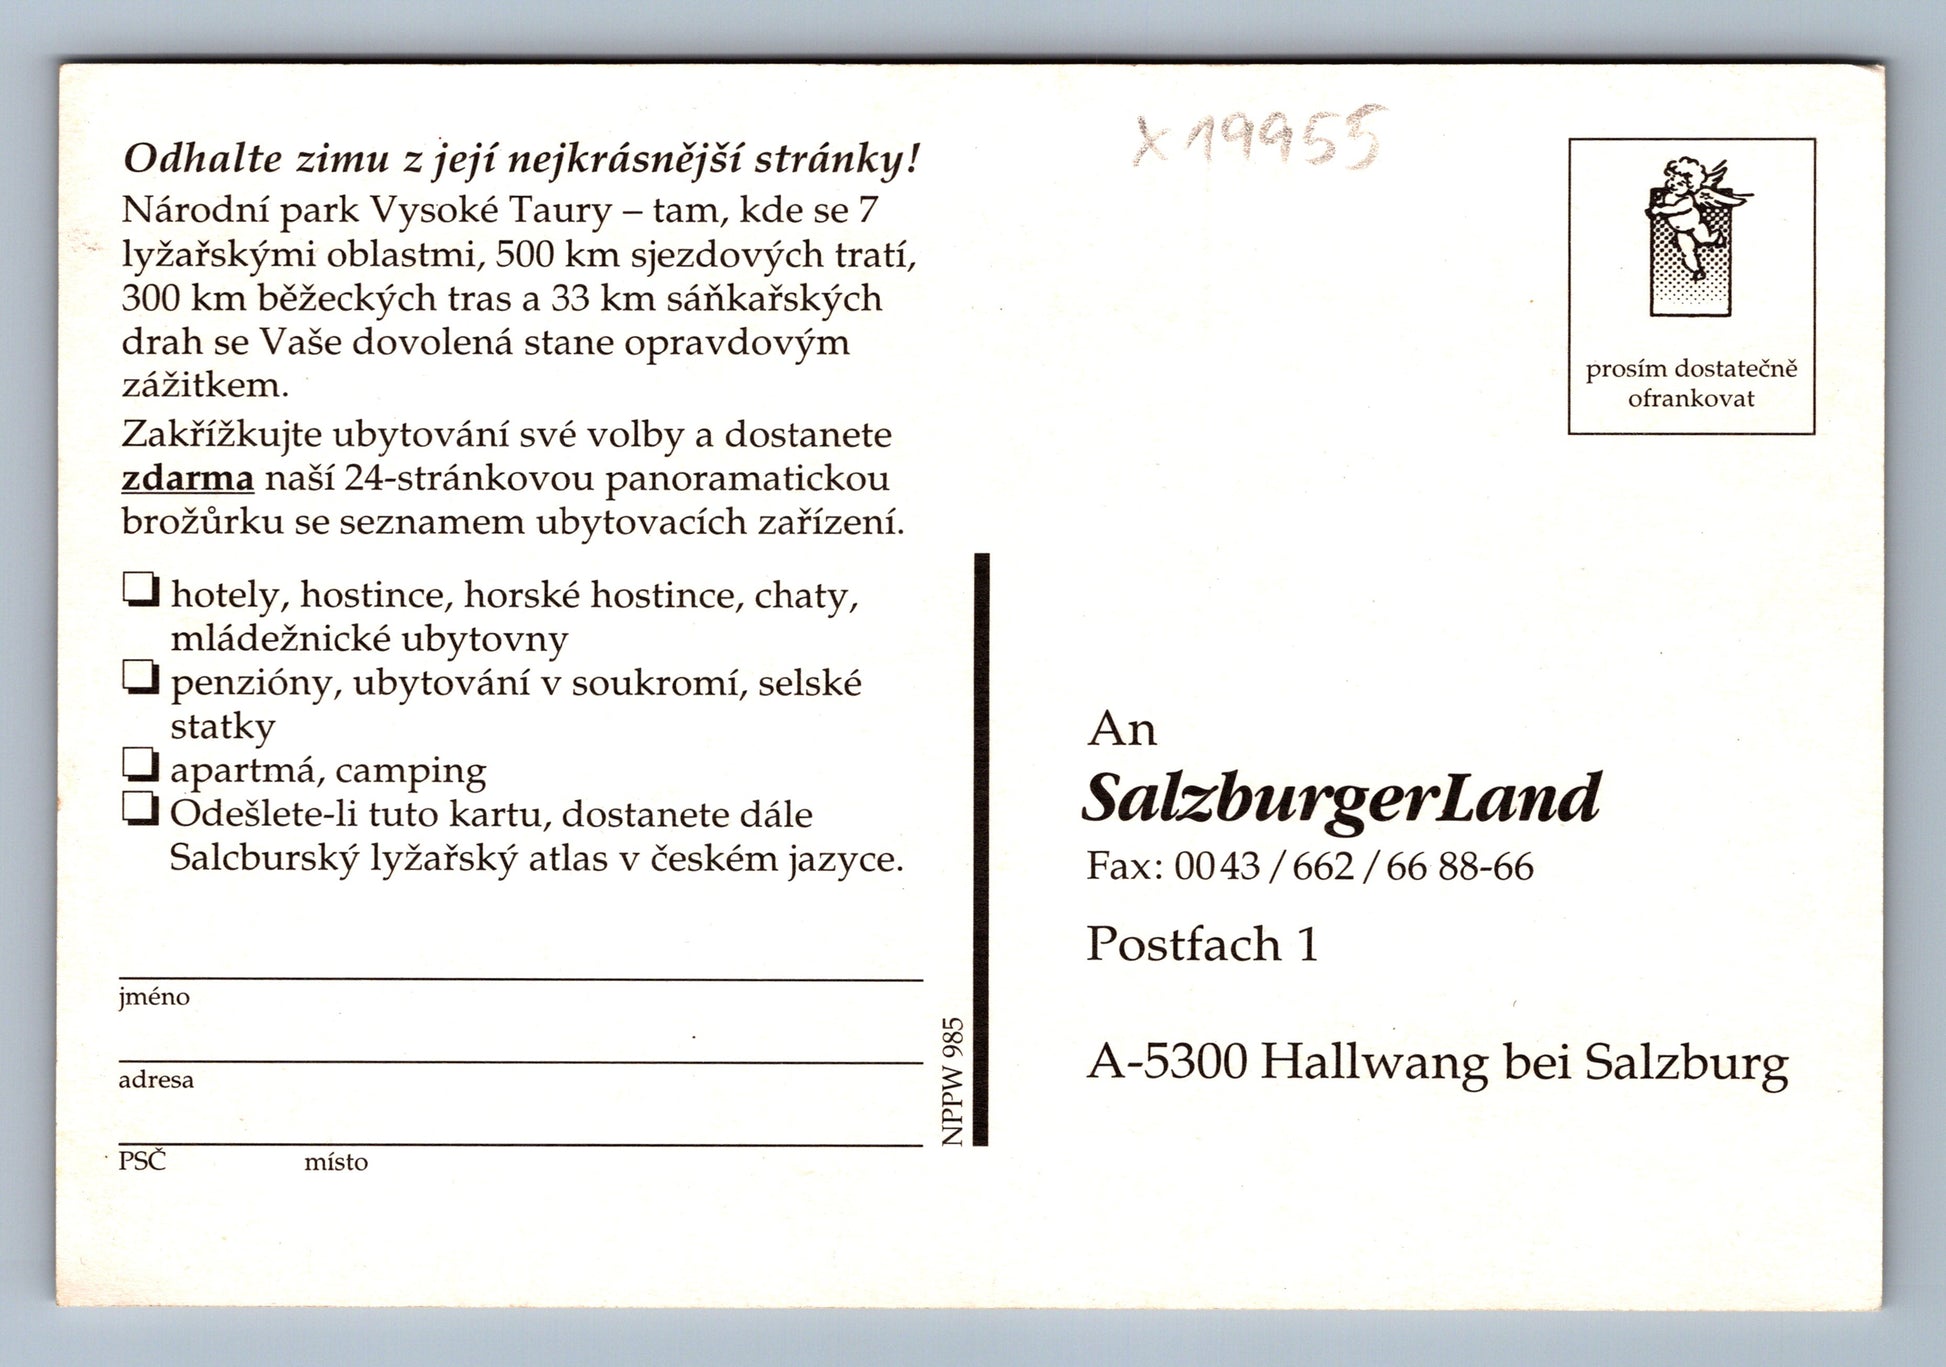 Odhalte zimu z její nejkrásnější stránky!
Národní park Vysoké Taury – tam, kde se 7
lyžařskými oblastmi, 500 km sjezdových tratí,
300 km běžeckých tras a 33 km sáňkařských
drah se Vaše dovolená stane opravdovým
zážitkem.
Zakřížkujte ubytování své volby a dostanete
zdarma naší 24-stránkovou panoramatickou
brožůrku se seznamem ubytovacích zařízení.
hotely, hostince, horské hostince, chaty,
mládežnické ubytovny
penzióny, ubytování v soukromí, selské
statky
apartmá, camping
Odešlete-li tuto kartu, dostanete dále
Salcburský lyžařský atlas v českém jazyce.
jméno
adresa
PSČ místo
NPPW 985
x 19955
prosím dostatečně
ofrankovat
An
SalzburgerLand
Fax: 0043 / 662 / 66 88-66
Postfach 1
A-5300 Hallwang bei Salzburg